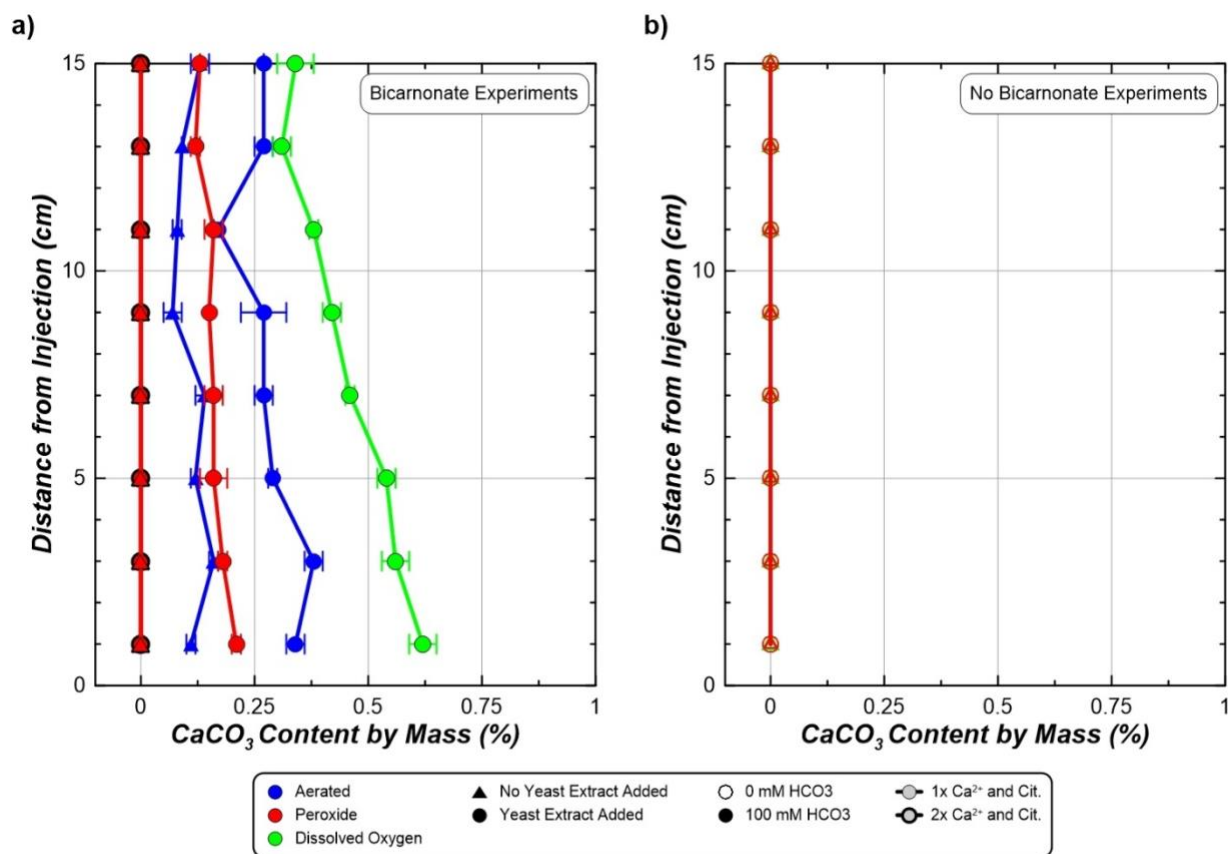 a)
b)
Bicarnonate Experiments
No Bicarnonate Experiments
Distance from Injection (cm)
15
10
5
0
0 0.25 0.5 0.75 1
CaCO₃ Content by Mass (%)
Distance from Injection (cm)
15
10
5
0
0 0.25 0.5 0.75 1
CaCO₃ Content by Mass (%)
Aerated
Peroxide
Dissolved Oxygen
No Yeast Extract Added
Yeast Extract Added
0 mM HCO3
100 mM HCO3
1x Ca²⁺ and Cit.
2x Ca²⁺ and Cit.